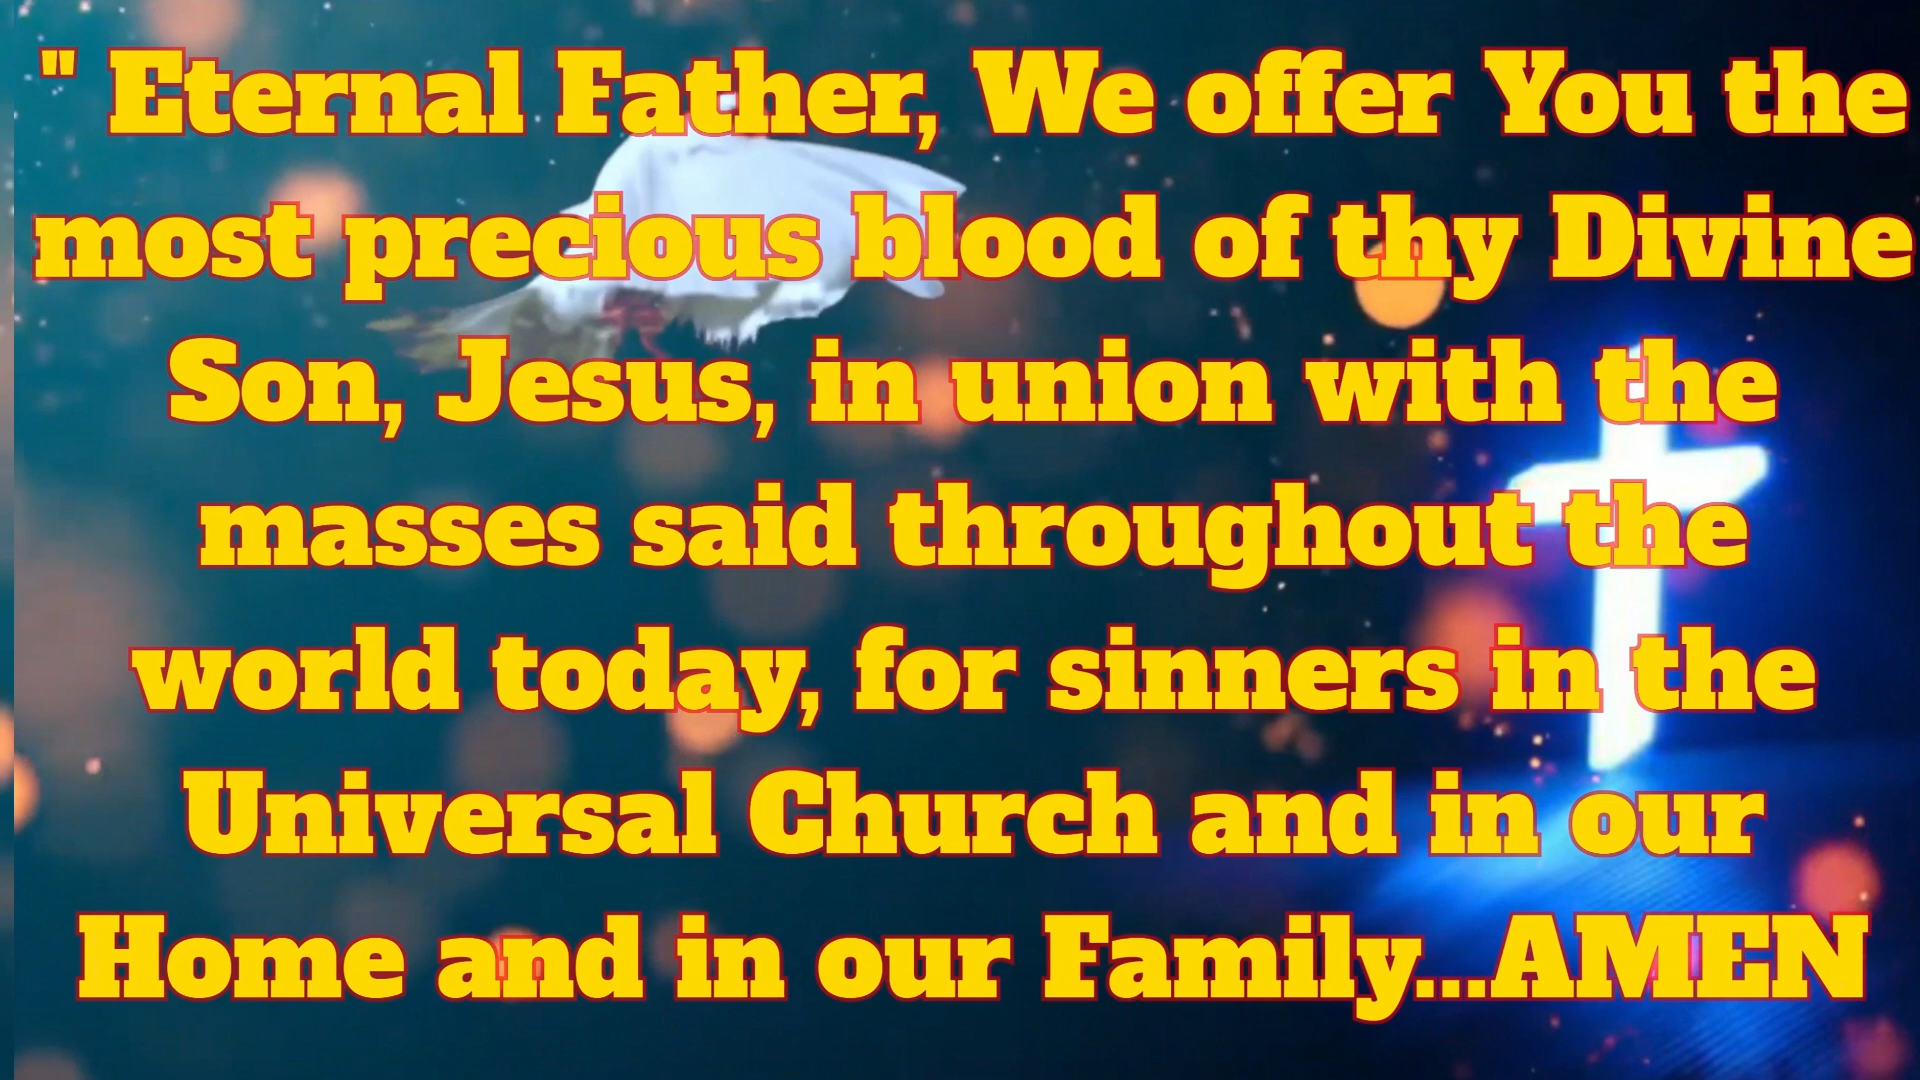 " Eternal Father, We offer You the
most precious blood of thy Divine
Son, Jesus, in union with the
masses said throughout the
world today, for sinners in the
Universal Church and in our
Home and in our Family...AMEN